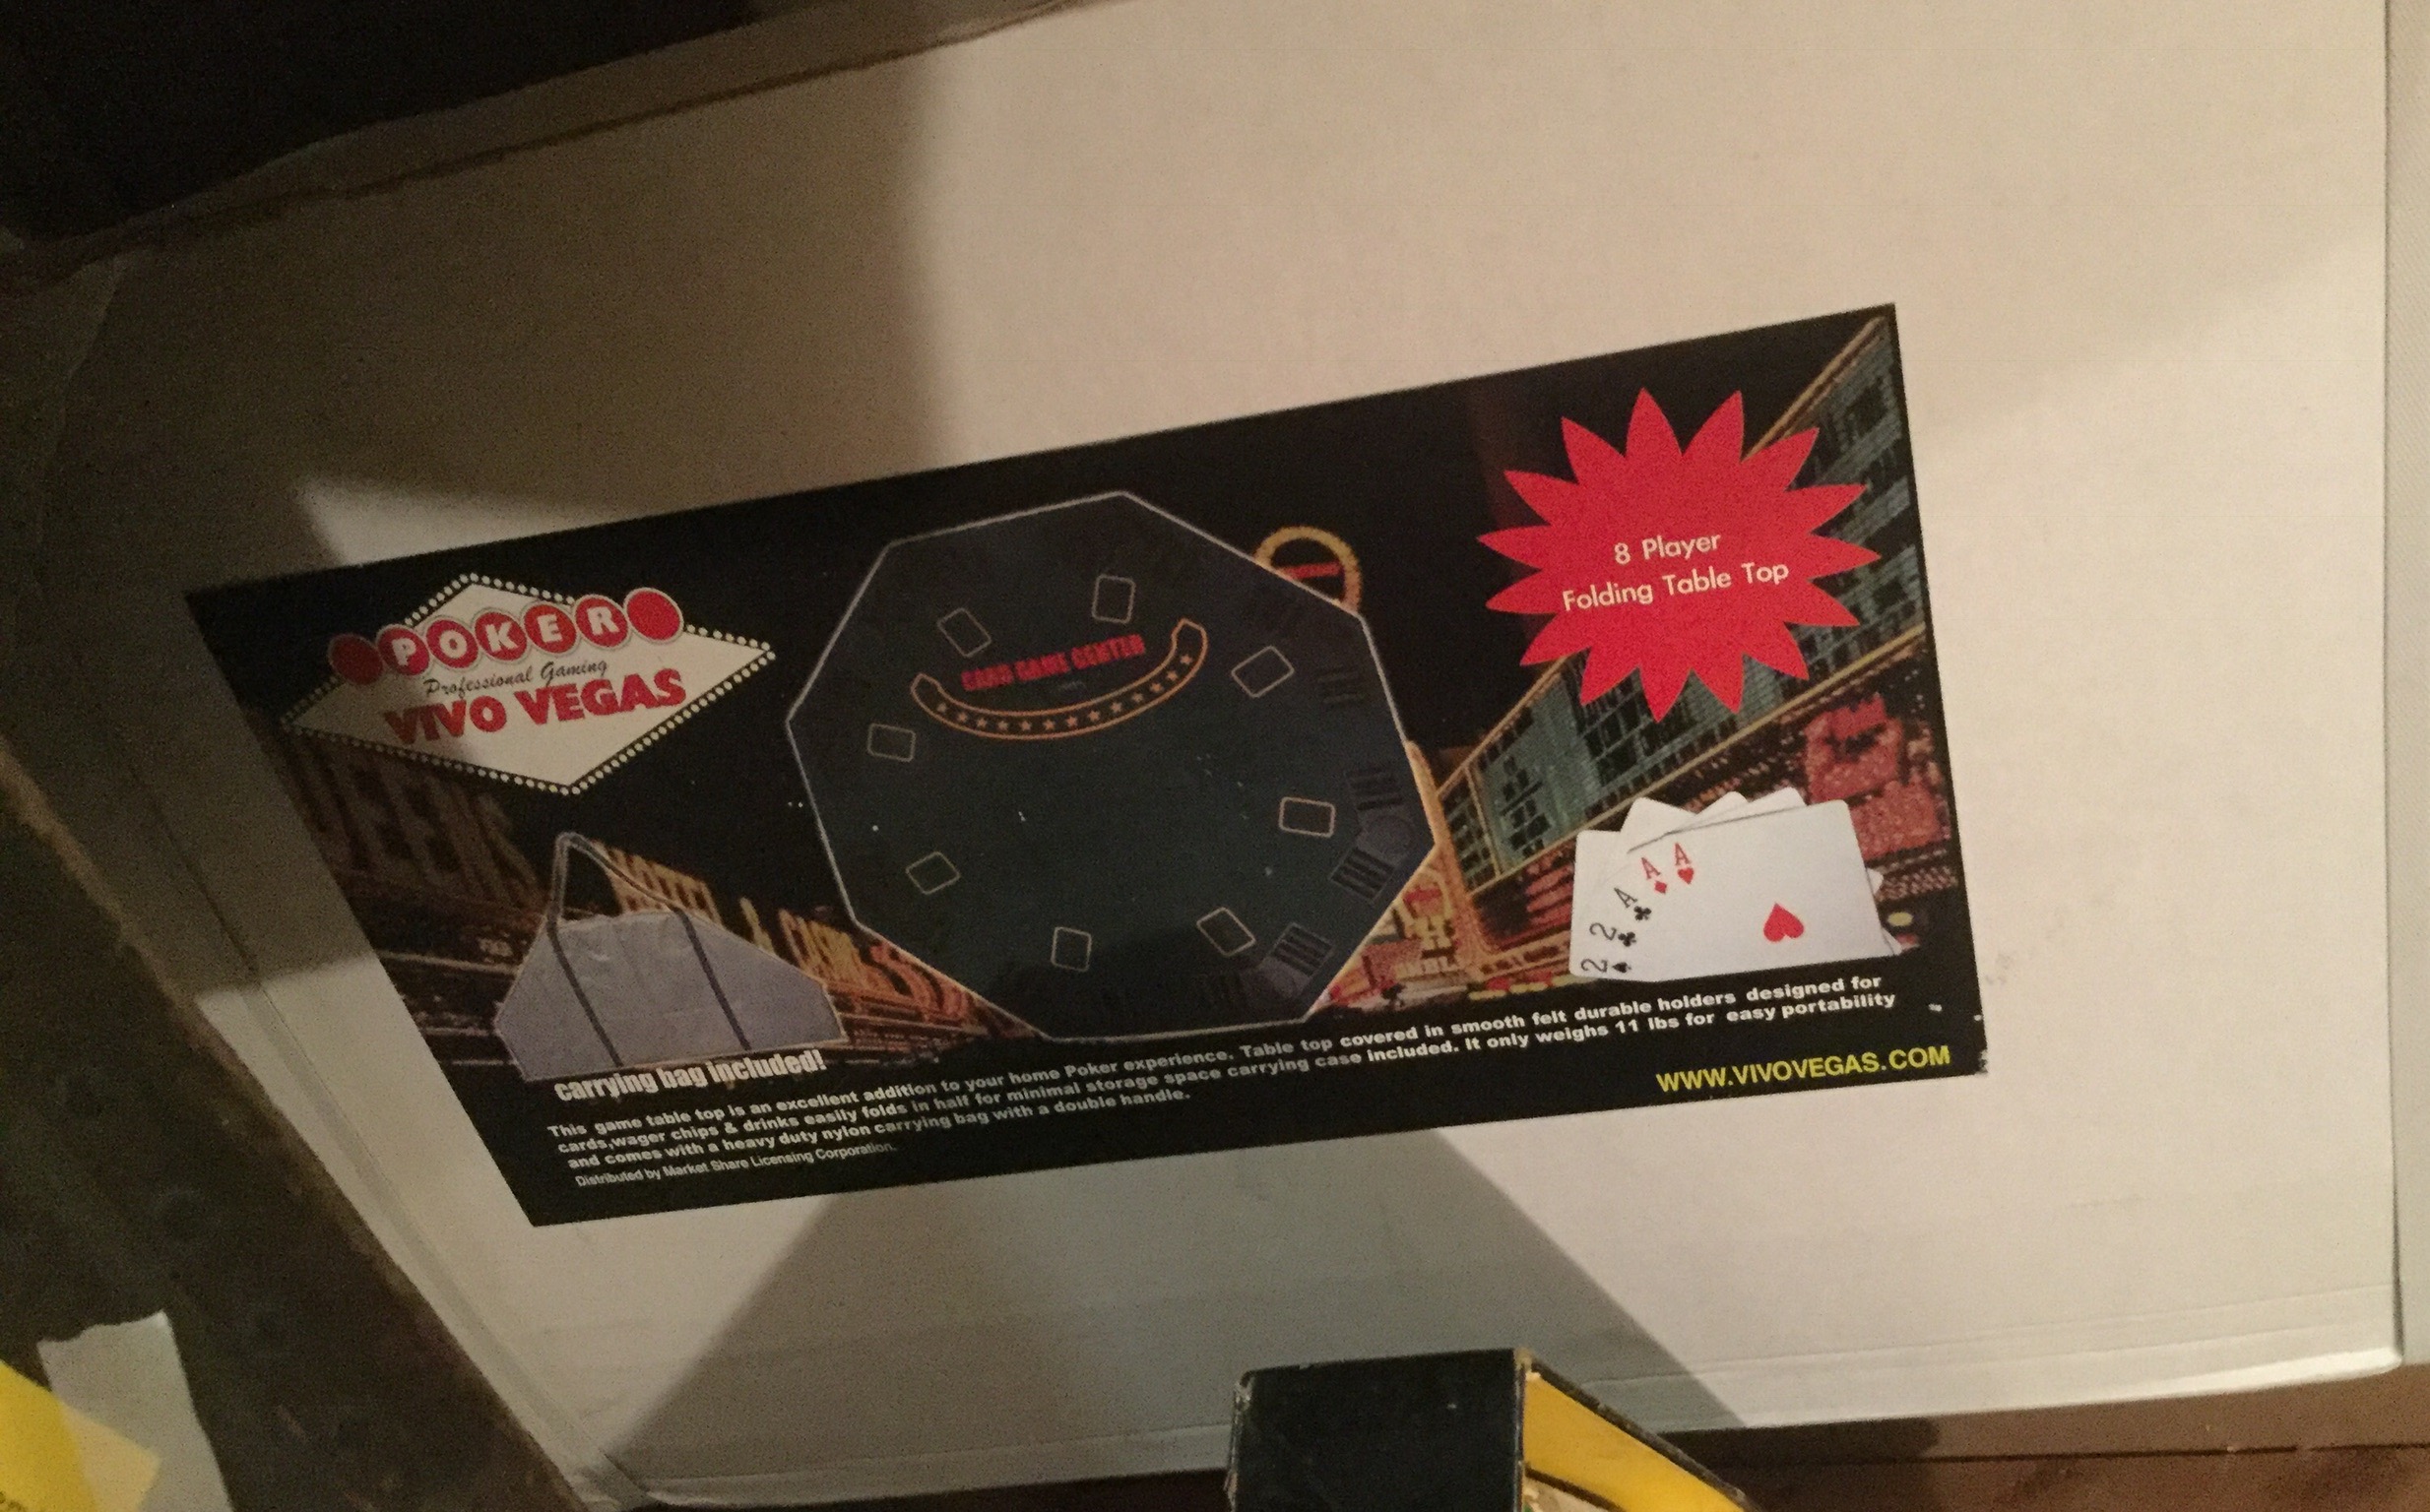 POKER
Professional Gaming
VIVO VEGAS
CARD GAME CENTER
8 Player
Folding Table Top
A
A
A
2
2
carrying bag included!
This game table top is an excellent addition to your home Poker experience. Table top covered in smooth felt durable holders designed for
cards,wager chips & drinks easily folds in half for minimal storage space carrying case included. It only weighs 11 lbs for easy portability
and comes with a heavy duty nylon carrying bag with a double handle.
Distributed by Market Share Licensing Corporation.
WWW.VIVOVEGAS.COM